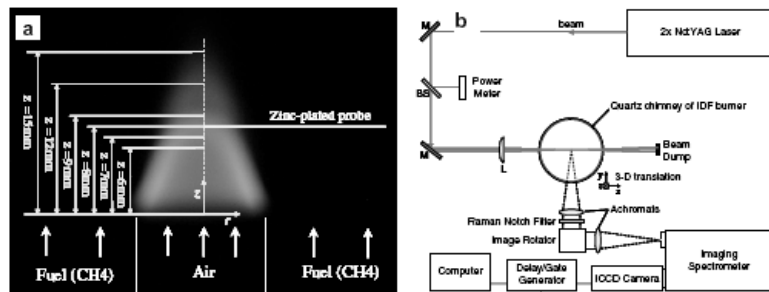 a
Zinc-plated probe
z =15mm
z =12mm
z =9mm
z =8mm
z =7mm
z =6mm
z
r
Fuel (CH4)
Air
Fuel (CH4)
b
M
beam
2x Nd:YAG Laser
BS
Power
Meter
Quartz chimney of IDF burner
M
L
Beam
Dump
3-D translation
Raman Notch Filter
Achromats
Image Rotator
Computer
Delay/Gate
Generator
ICCD Camera
Imaging
Spectrometer